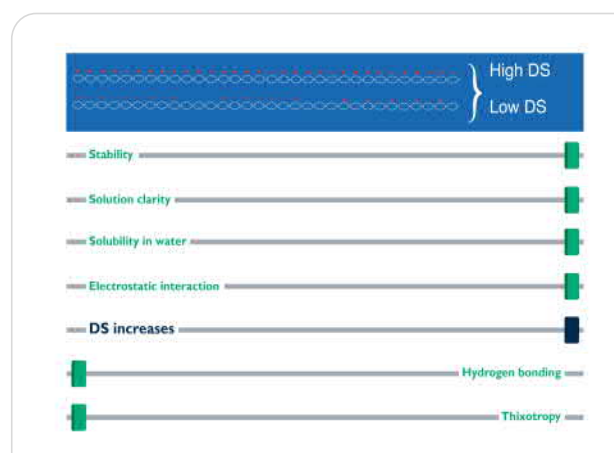 High DS
Low DS
Stability
Solution clarity
Solubility in water
Electrostatic interaction
DS increases
Hydrogen bonding
Thixotropy